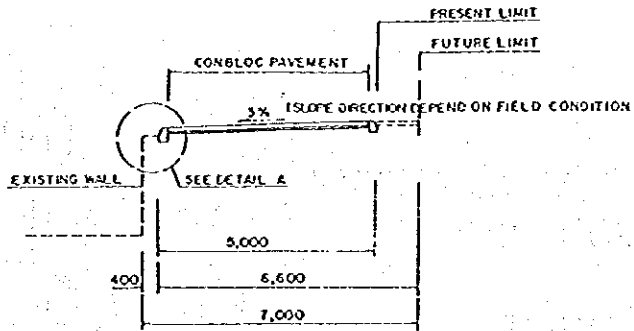 PRESENT LIMIT
FUTURE LIMIT
CONBLOC PAVEMENT
3% (SLOPE DIRECTION DEPEND ON FIELD CONDITION
EXISTING WALL
SEE DETAIL A
5,000
400
6,600
7,000